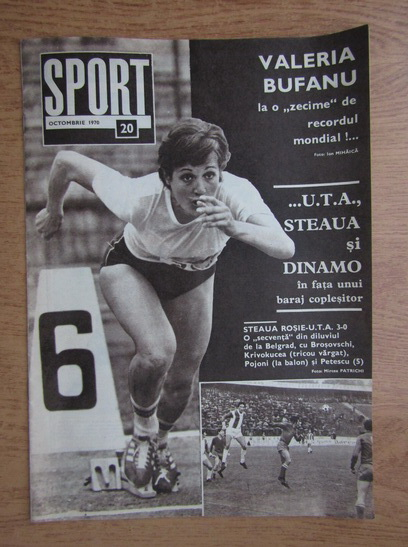 SPORT
OCTOMBRIE 1970
20
VALERIA
BUFANU
la o „zecime“ de
recordul
mondial !...
Foto: Ion MIHĂICĂ
...U.T.A.,
STEAUA
și
DINAMO
în fața unui
baraj copleșitor
STEAUA ROȘIE-U.T.A. 3-0
O „secvență“ din diluviul
de la Belgrad, cu Broșovschi,
Krivokucea (tricou vărgat),
Pojoni (la balon) și Petescu (5)
Foto: Mircea PATRICHI
6